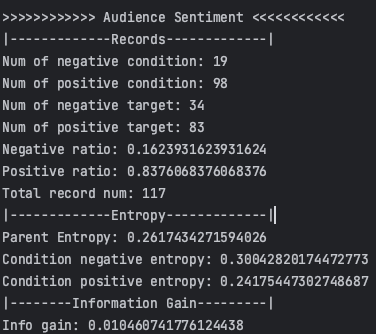 >>>>>>>>>>>> Audience Sentiment <<<<<<<<<<<<
|-------------Records-------------|
Num of negative condition: 19
Num of positive condition: 98
Num of negative target: 34
Num of positive target: 83
Negative ratio: 0.1623931623931624
Positive ratio: 0.8376068376068376
Total record num: 117
|-------------Entropy-------------|
Parent Entropy: 0.2617434271594026
Condition negative entropy: 0.30042820174472773
Condition positive entropy: 0.24175447302748687
|--------Information Gain---------|
Info gain: 0.010460741776124438